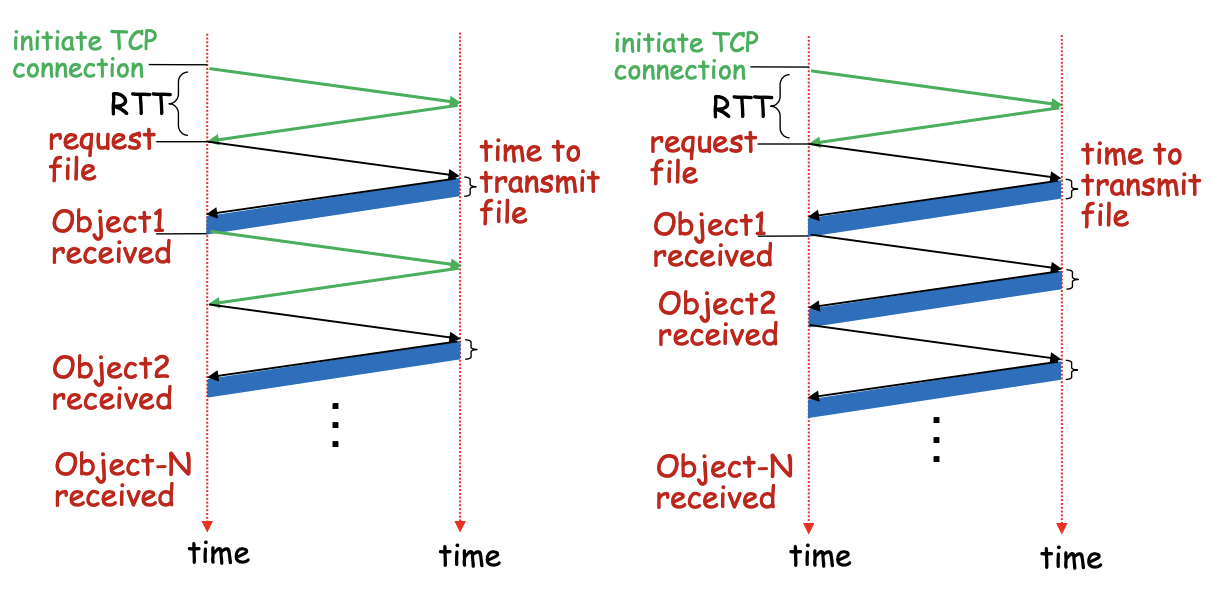 initiate TCP
connection
RTT
request
file
time to
transmit
file
Object1
received
Object2
received
Object-N
received
time
time
initiate TCP
connection
RTT
request
file
time to
transmit
file
Object1
received
Object2
received
Object-N
received
time
time